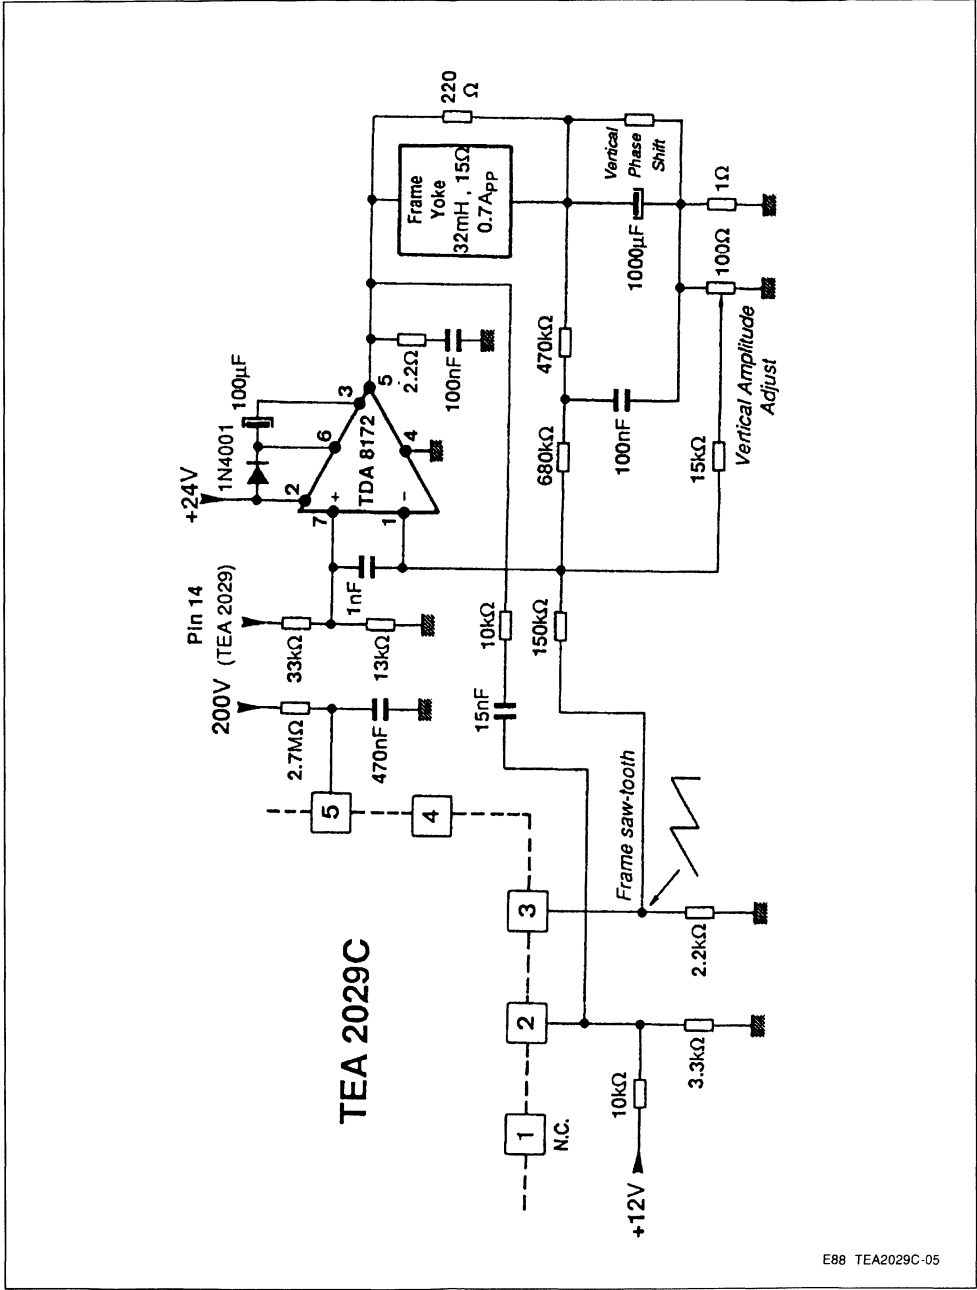 220
Ω
Frame
Yoke
32mH , 15Ω
0.7APP
Vertical
Phase
Shift
1000µF
1Ω
100Ω
Vertical Amplitude
Adjust
470kΩ
100nF
680kΩ
15kΩ
100µF
1N4001
+24V
2
6
3
5
4
7
1
+
-
TDA 8172
2.2Ω
100nF
Pin 14
(TEA 2029)
33kΩ
13kΩ
1nF
200V
2.7MΩ
470nF
10kΩ
150kΩ
15nF
Frame saw-tooth
5
4
3
2
1
N.C.
TEA 2029C
2.2kΩ
3.3kΩ
10kΩ
+12V
E88 TEA2029C-05